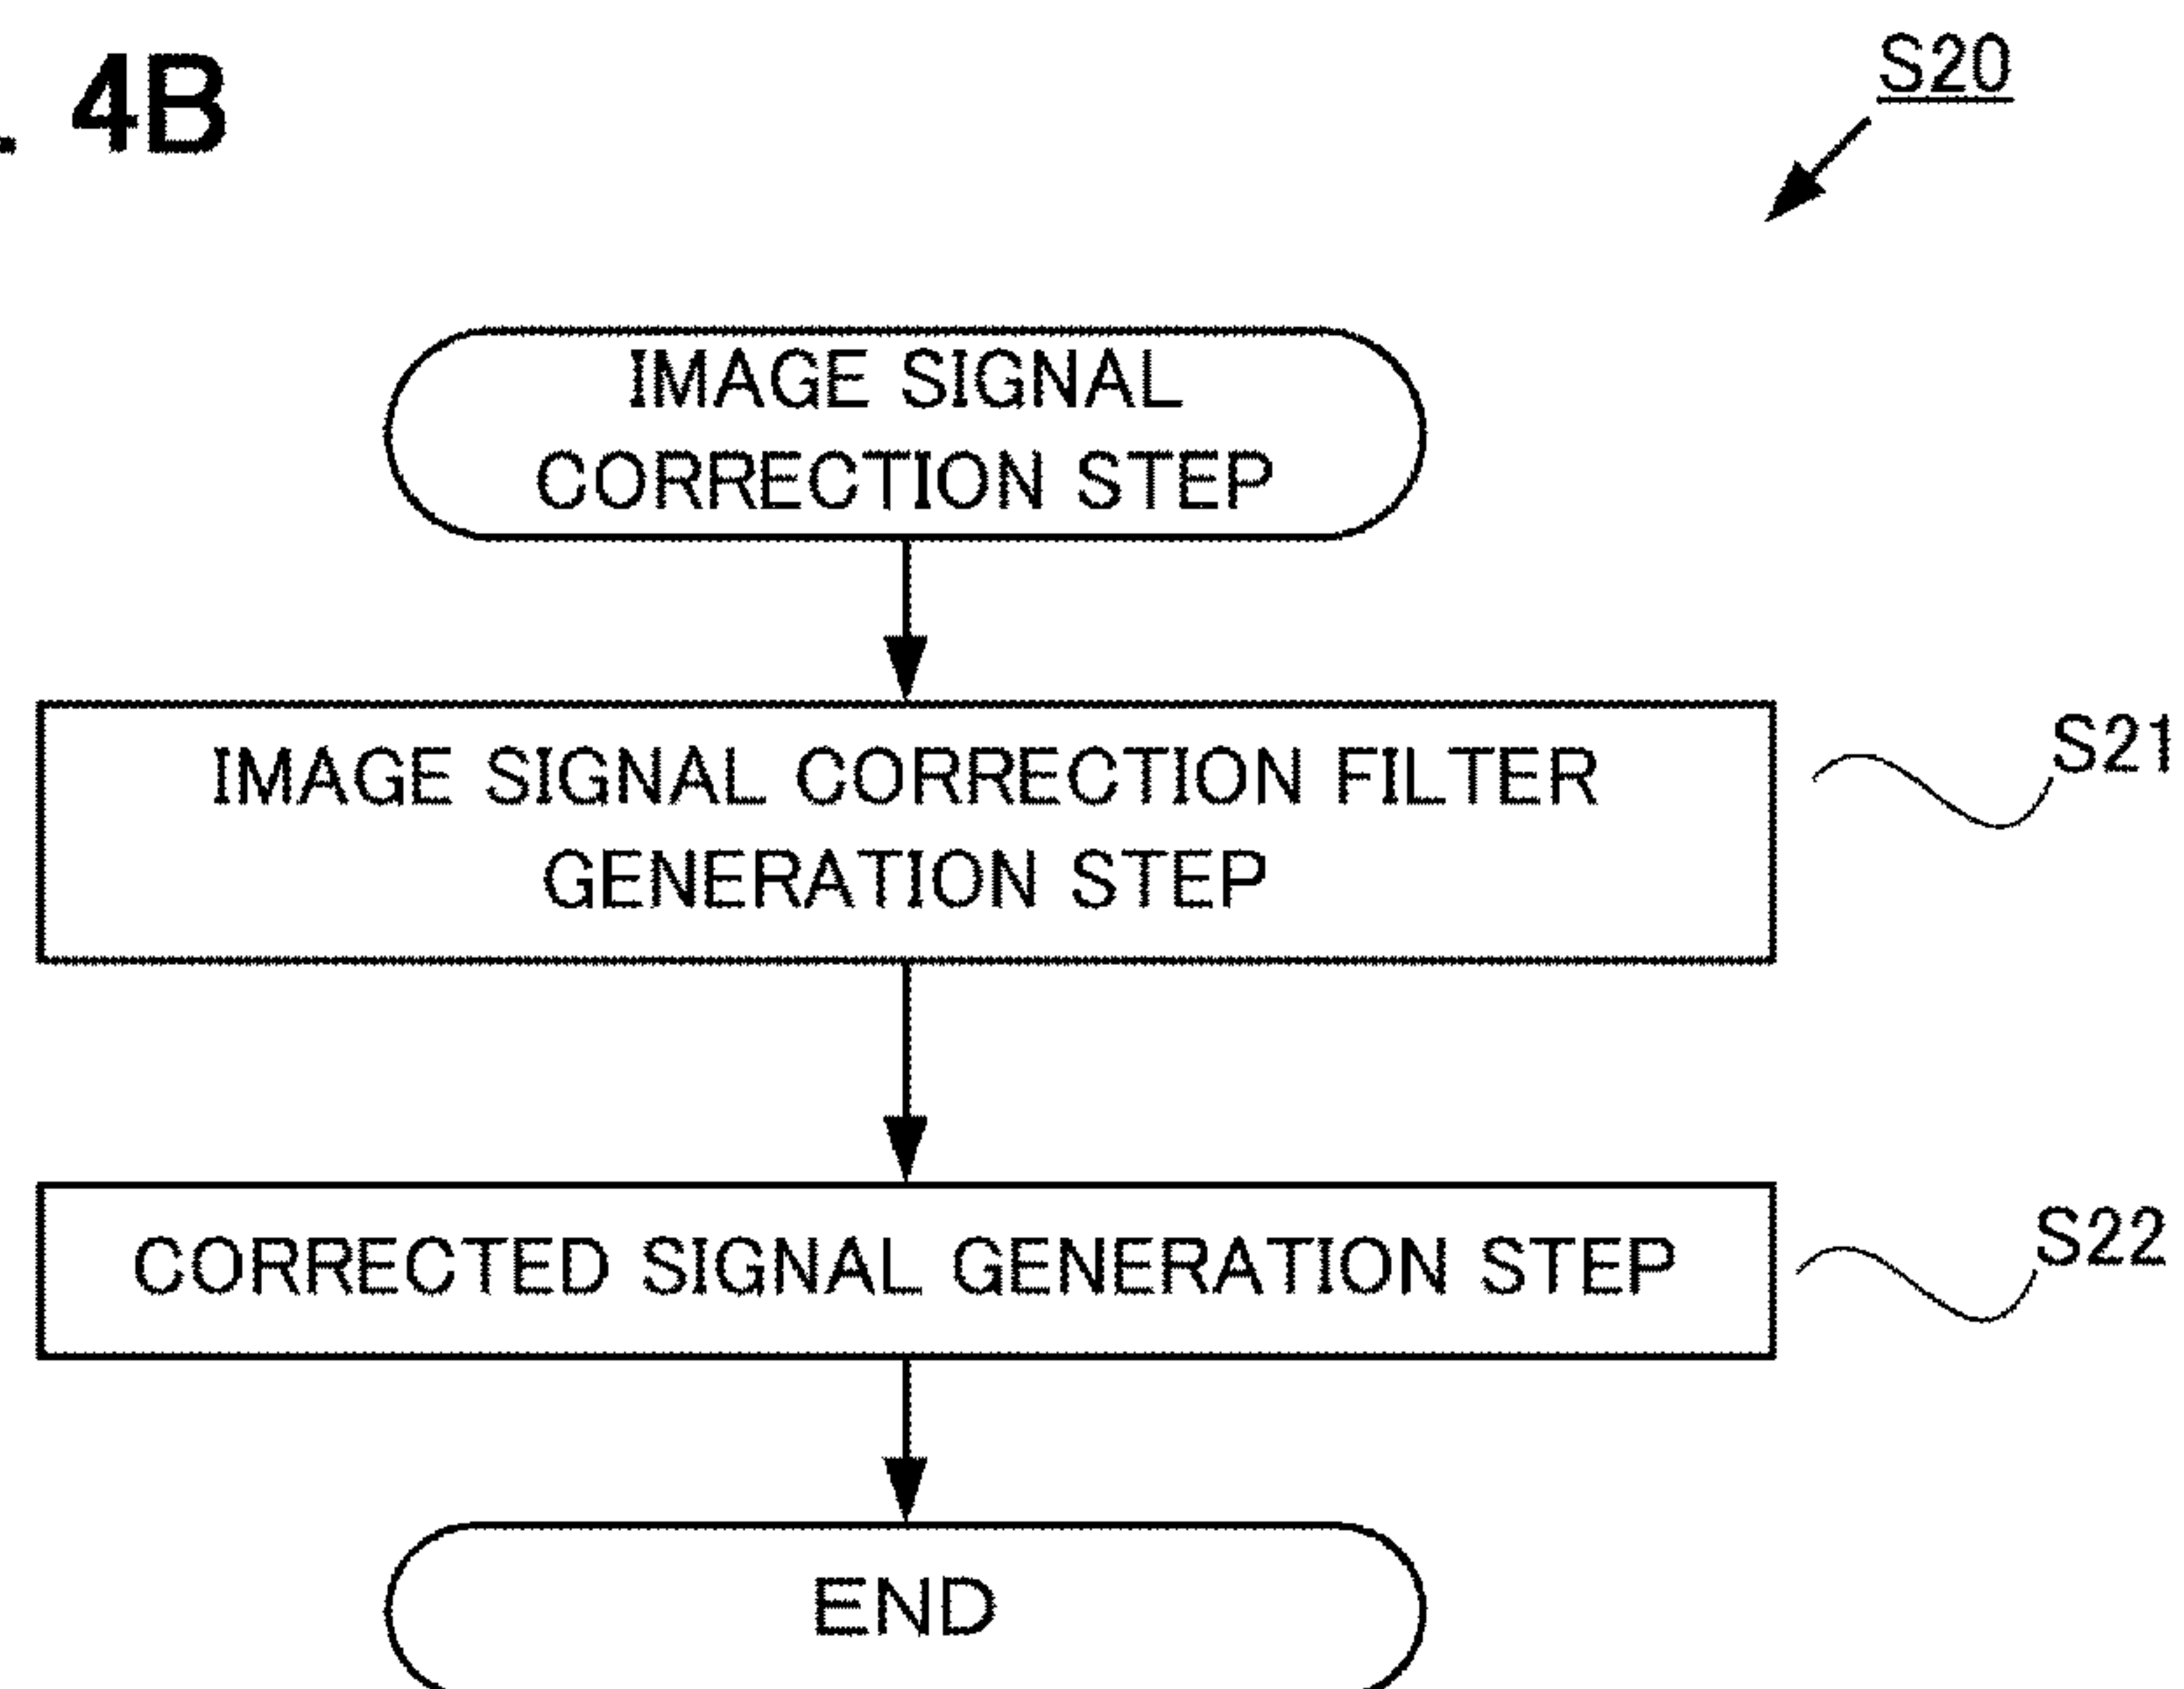 . 4B
S20
IMAGE SIGNAL
CORRECTION STEP
IMAGE SIGNAL CORRECTION FILTER
GENERATION STEP
S21
CORRECTED SIGNAL GENERATION STEP
S22
END